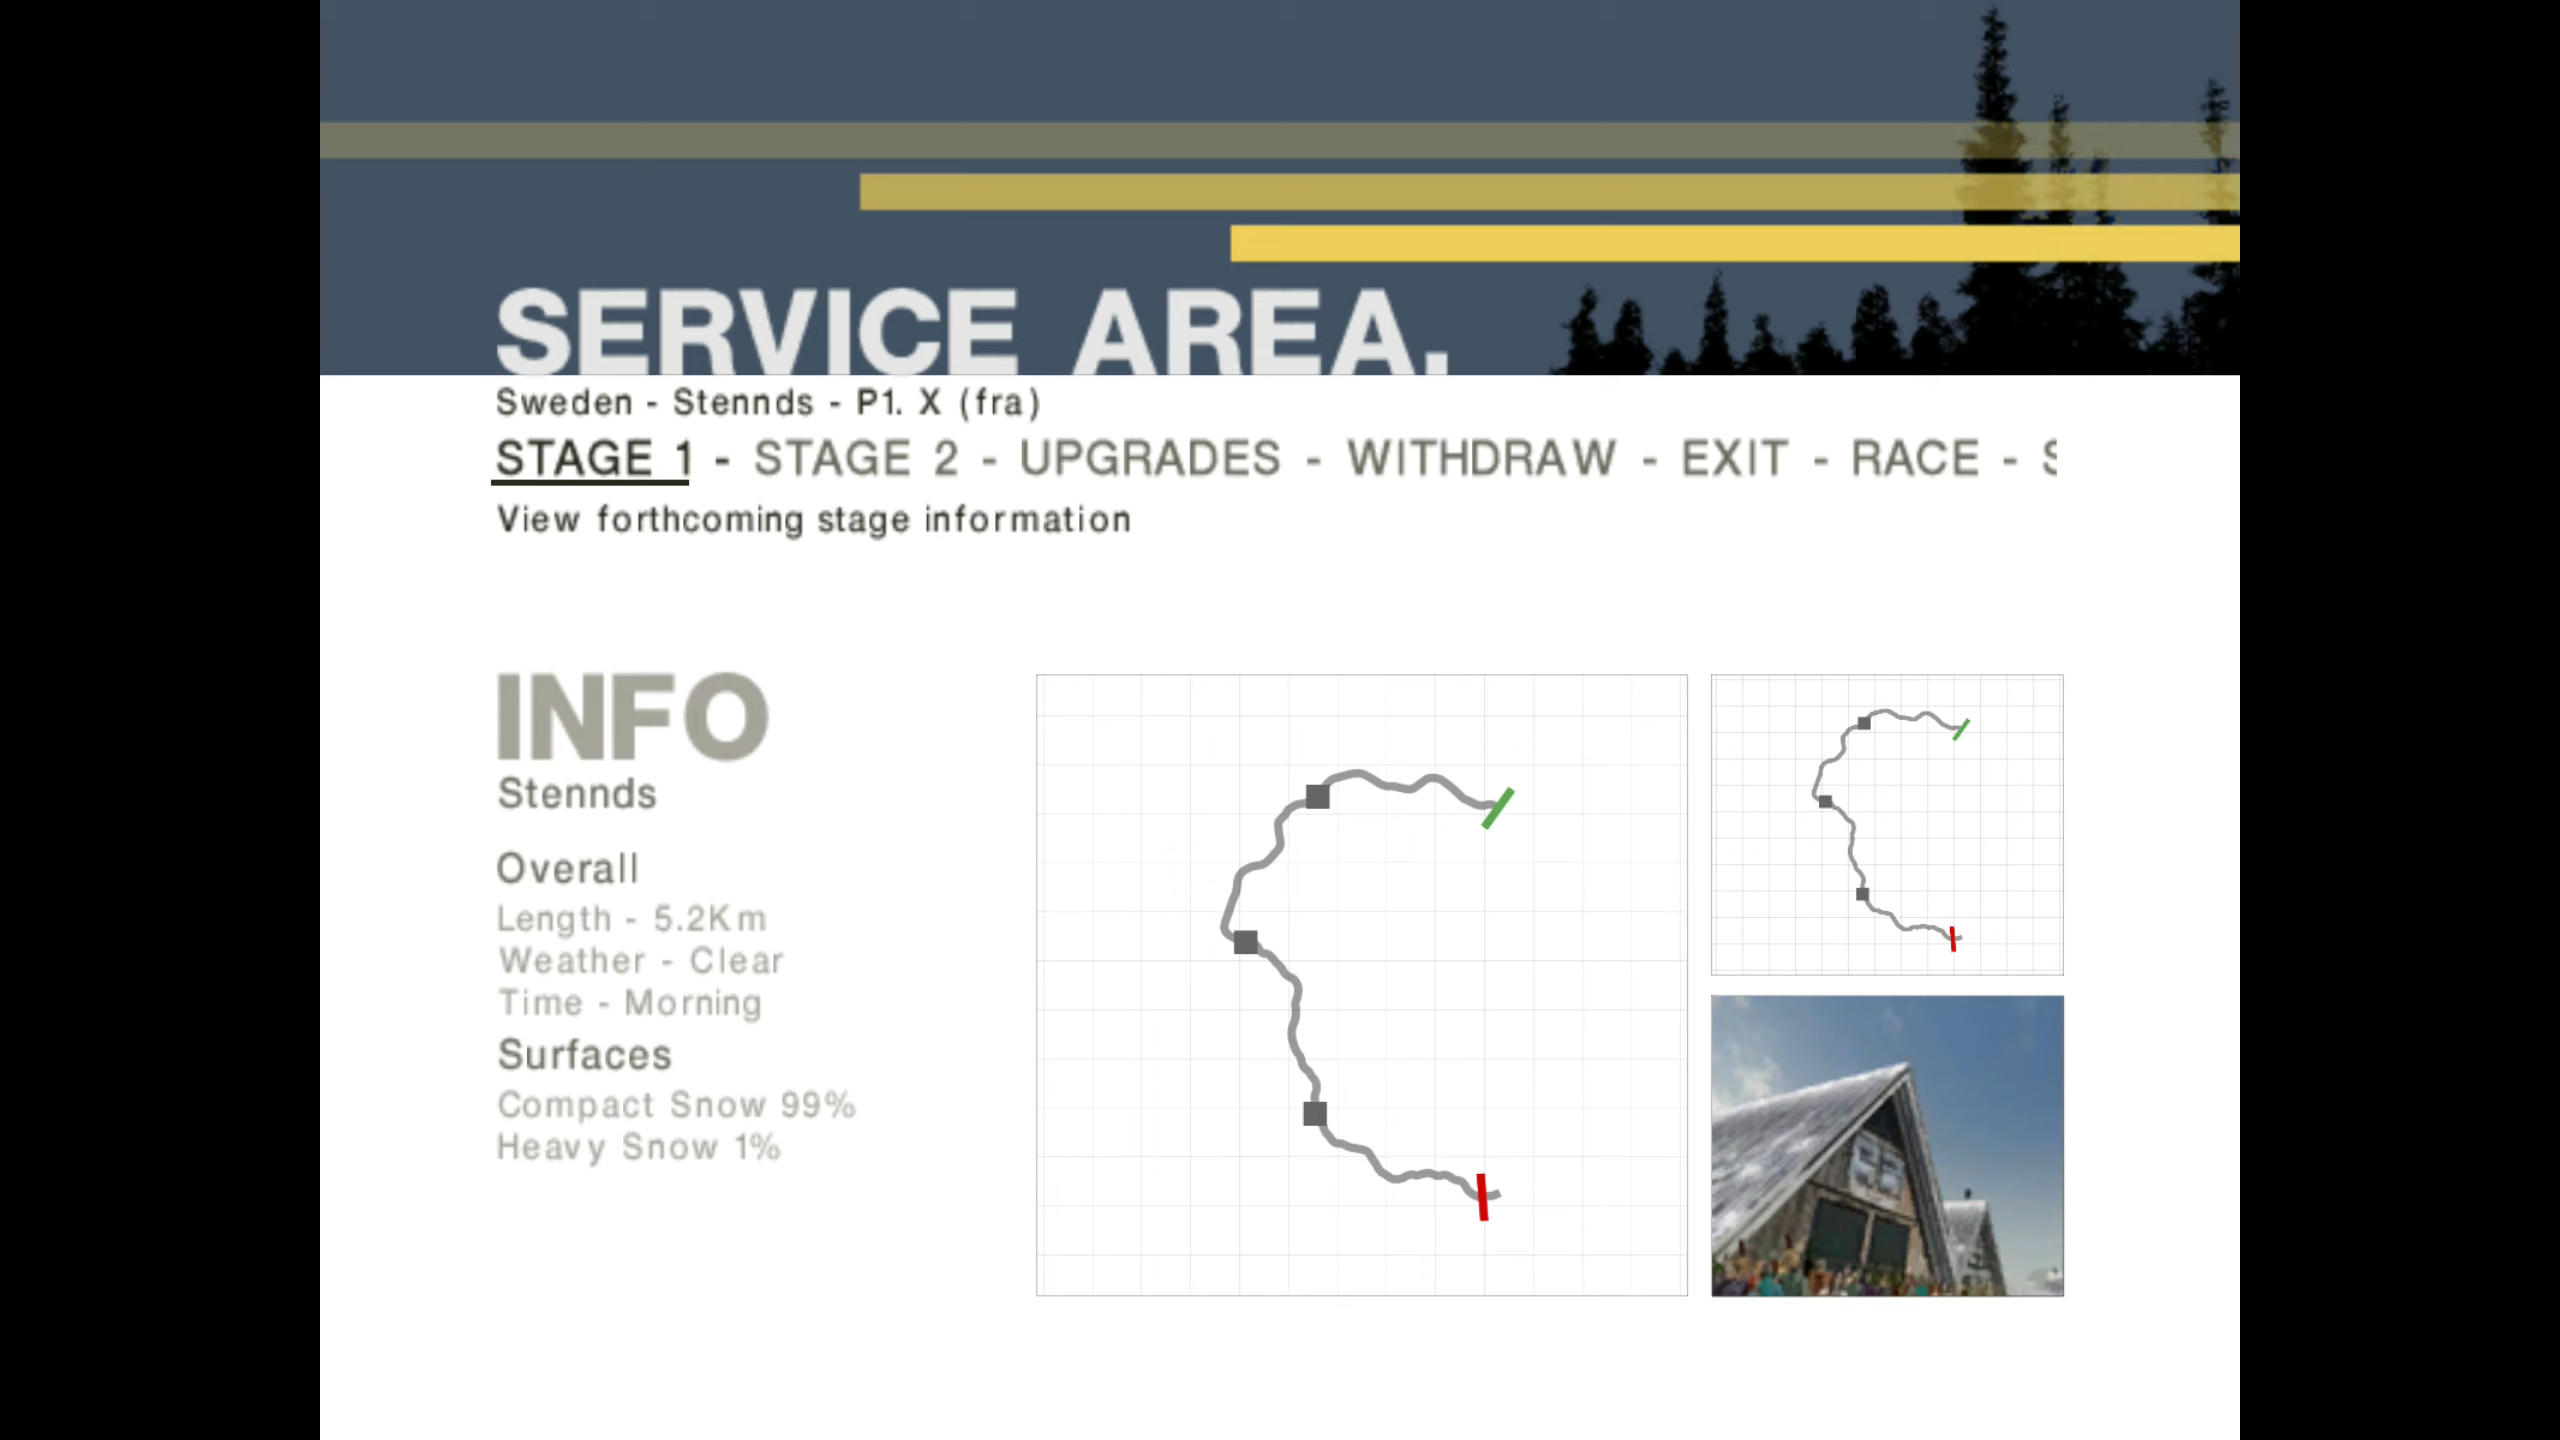 SERVICE AREA.
Sweden - Stennds - P1. X (fra)
STAGE 1 - STAGE 2 - UPGRADES - WITHDRAW - EXIT - RACE - S
View forthcoming stage information
INFO
Stennds
Overall
Length - 5.2Km
Weather - Clear
Time - Morning
Surfaces
Compact Snow 99%
Heavy Snow 1%